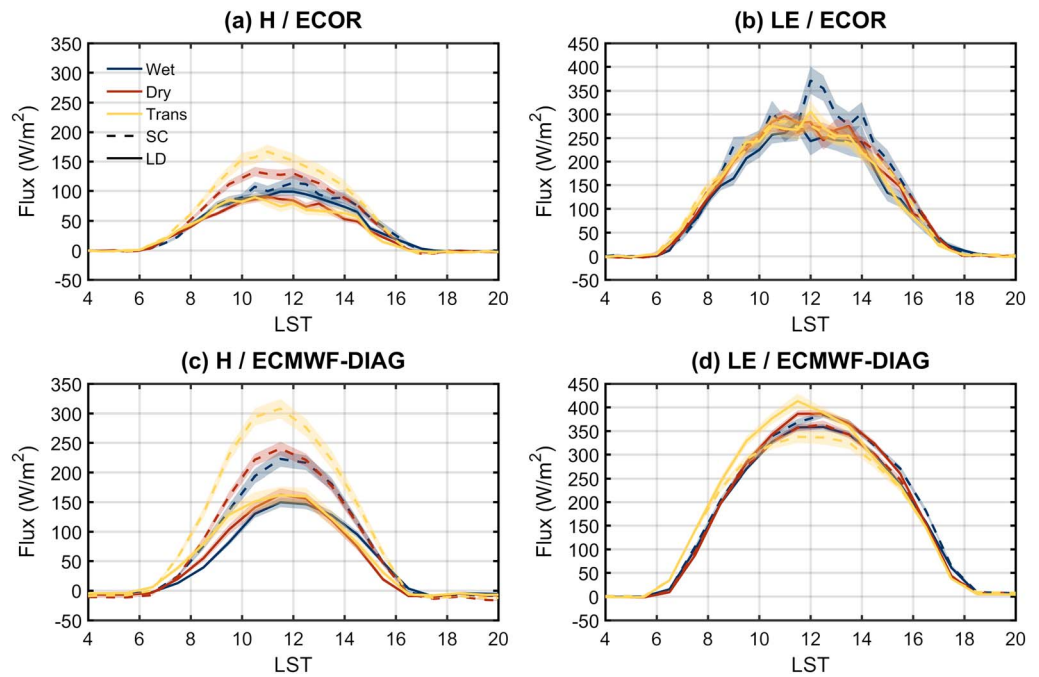 (a) H / ECOR
350
300
250
200
150
100
50
0
-50
Flux (W/m²)
Wet
Dry
Trans
SC
LD
4 6 8 10 12 14 16 18 20
LST
(b) LE / ECOR
450
400
350
300
250
200
150
100
50
0
-50
Flux (W/m²)
4 6 8 10 12 14 16 18 20
LST
(c) H / ECMWF-DIAG
350
300
250
200
150
100
50
0
-50
Flux (W/m²)
4 6 8 10 12 14 16 18 20
LST
(d) LE / ECMWF-DIAG
450
400
350
300
250
200
150
100
50
0
-50
Flux (W/m²)
4 6 8 10 12 14 16 18 20
LST